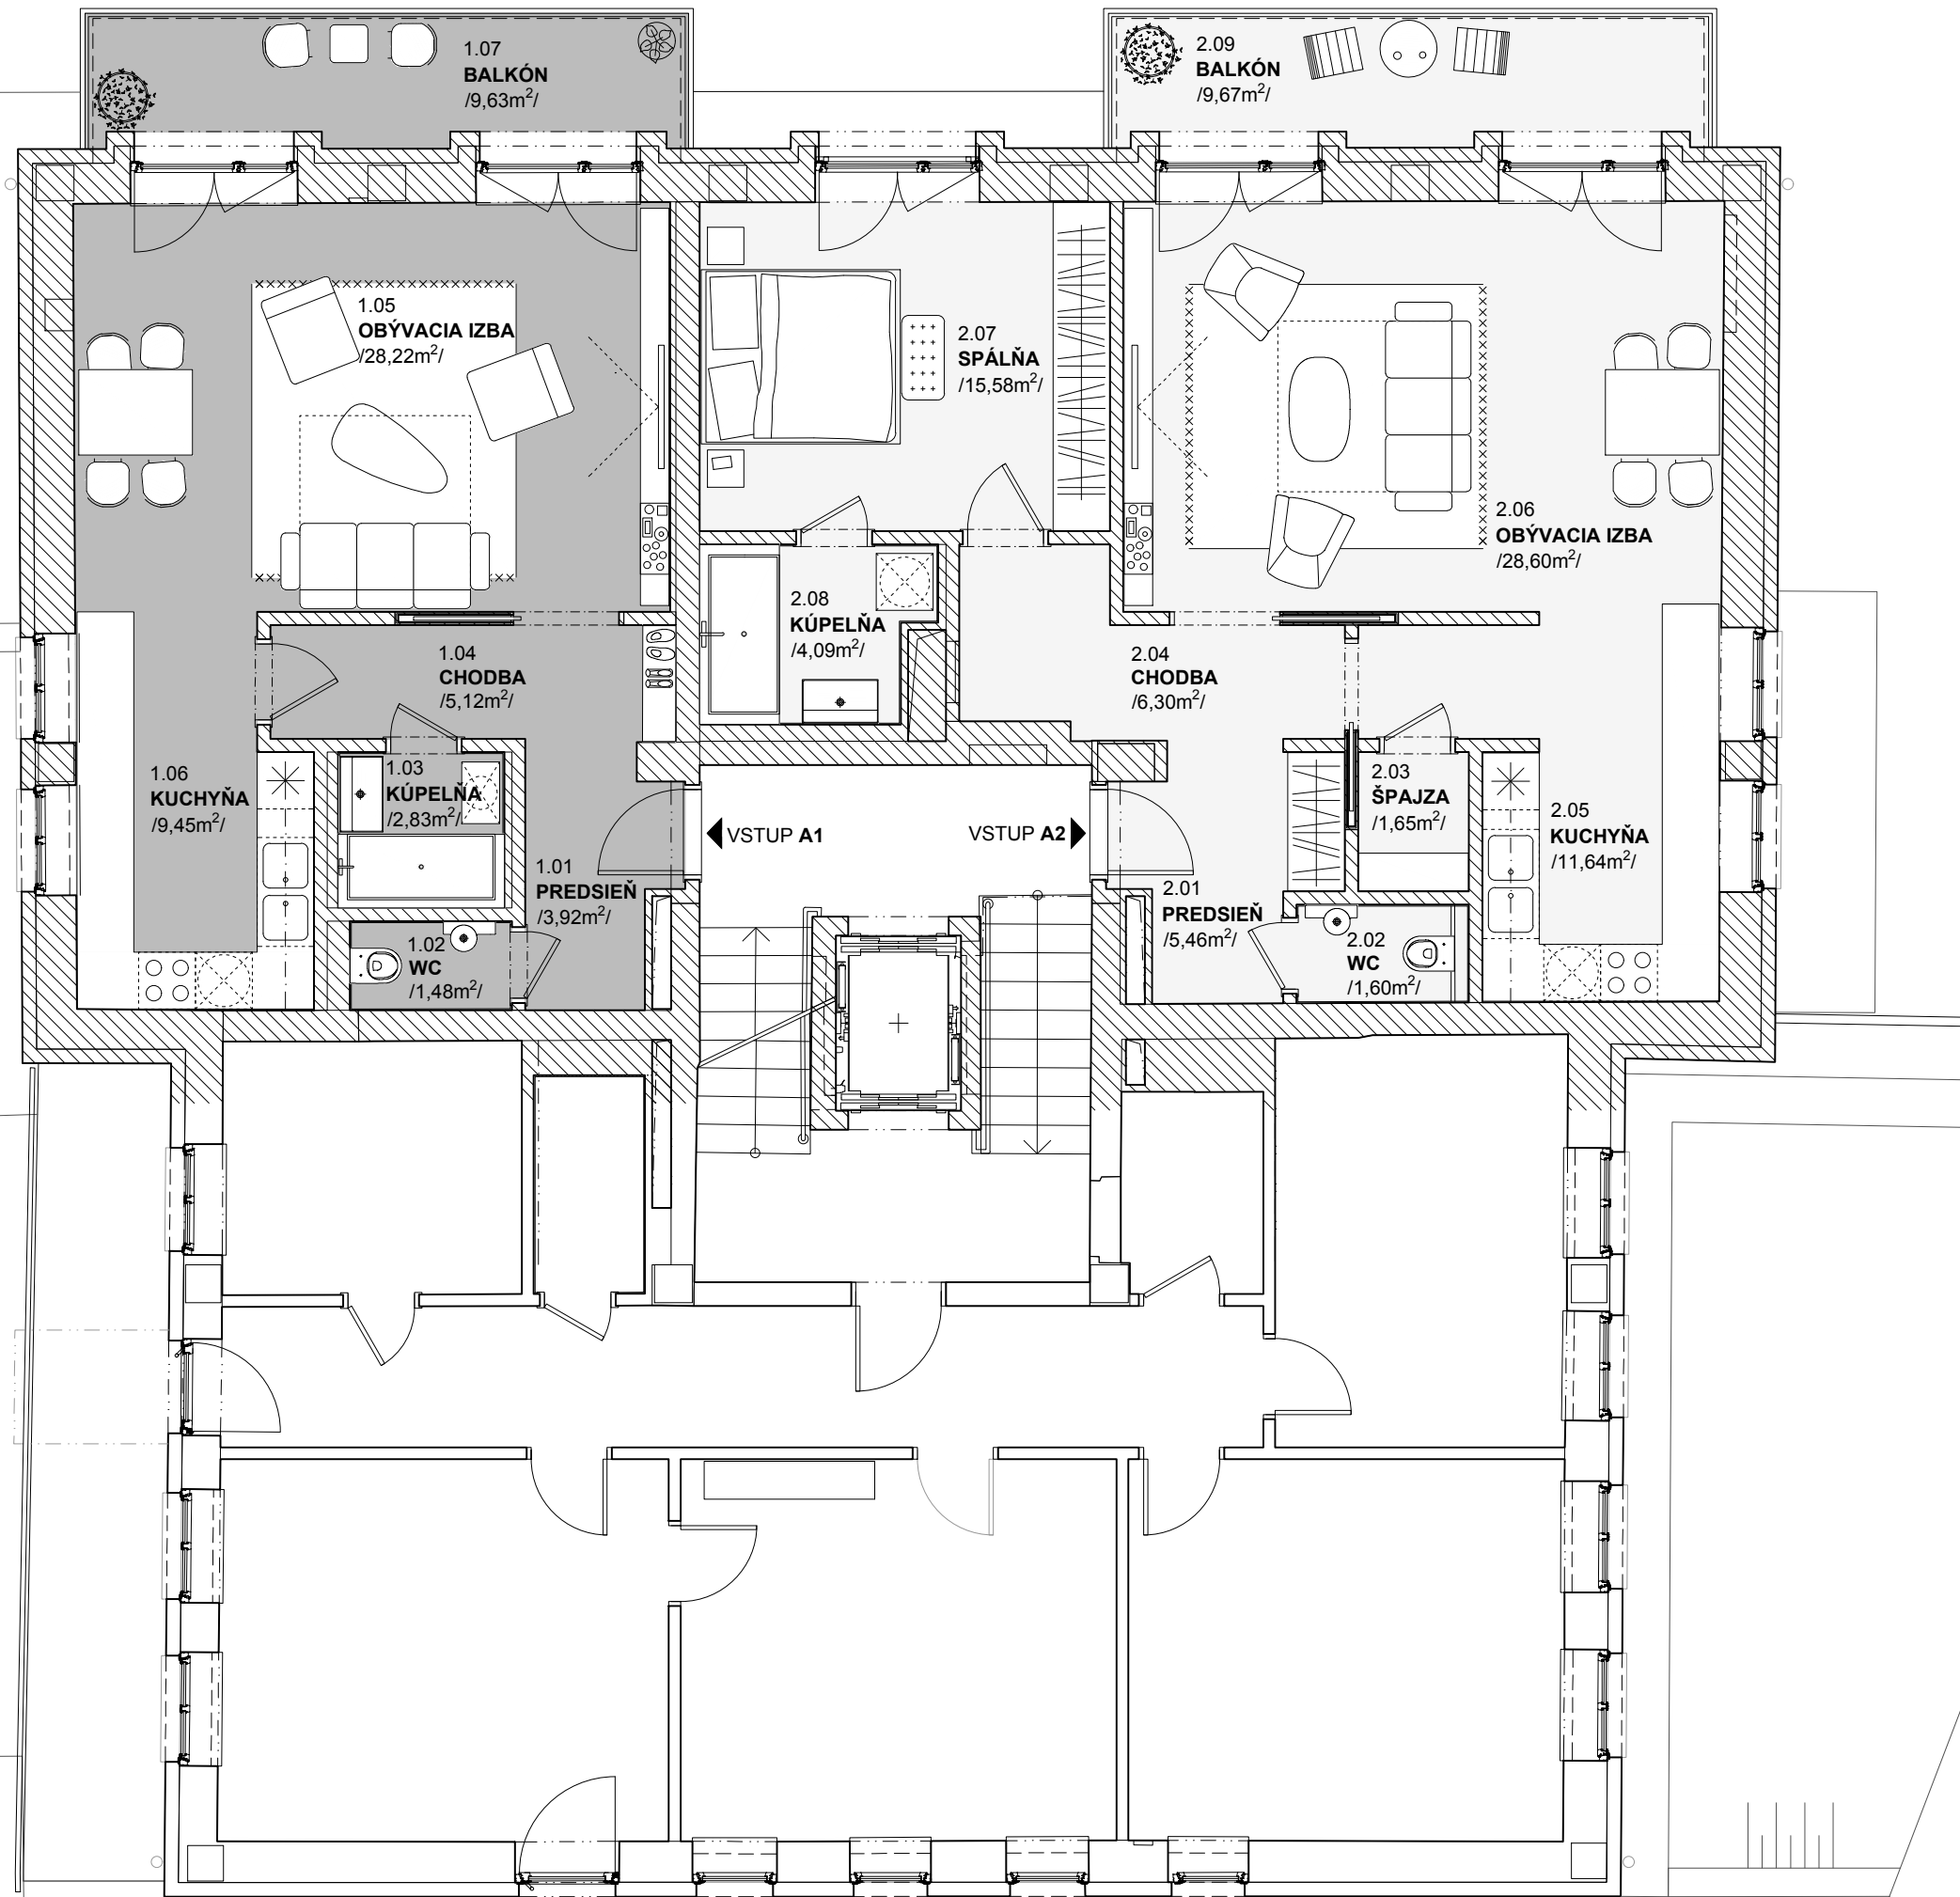 1.07
BALKÓN
/9,63m²/
2.09
BALKÓN
/9,67m²/
1.05
OBÝVACIA IZBA
/28,22m²/
2.07
SPÁLŇA
/15,58m²/
2.06
OBÝVACIA IZBA
/28,60m²/
2.08
KÚPELŇA
/4,09m²/
1.04
CHODBA
/5,12m²/
2.04
CHODBA
/6,30m²/
1.06
KUCHYŇA
/9,45m²/
1.03
KÚPELŇA
/2,83m²/
VSTUP A1
VSTUP A2
2.03
ŠPAJZA
/1,65m²/
2.05
KUCHYŇA
/11,64m²/
1.01
PREDSIEŇ
/3,92m²/
2.01
PREDSIEŇ
/5,46m²/
1.02
WC
/1,48m²/
2.02
WC
/1,60m²/